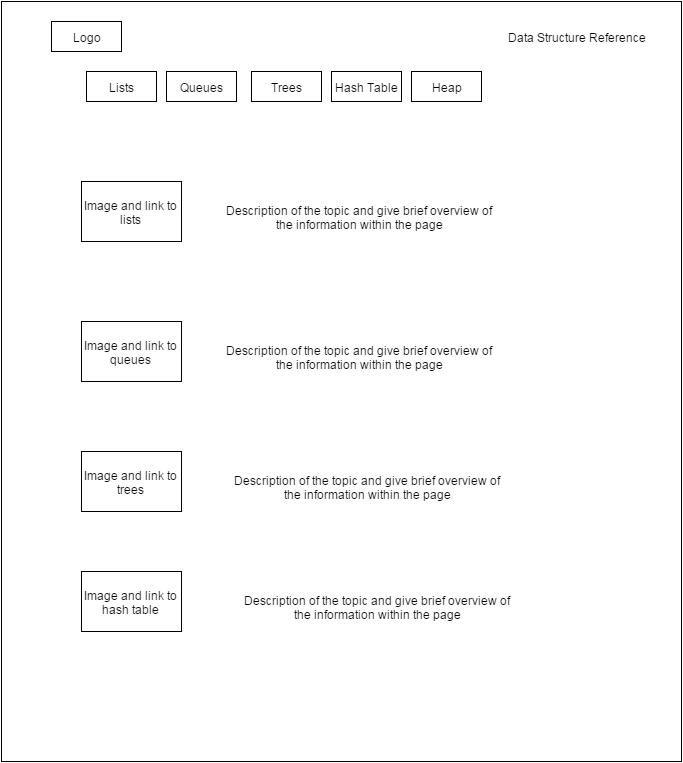 Logo
Data Structure Reference
Lists
Queues
Trees
Hash Table
Heap
Image and link to
lists
Description of the topic and give brief overview of
the information within the page
Image and link to
queues
Description of the topic and give brief overview of
the information within the page
Image and link to
trees
Description of the topic and give brief overview of
the information within the page
Image and link to
hash table
Description of the topic and give brief overview of
the information within the page